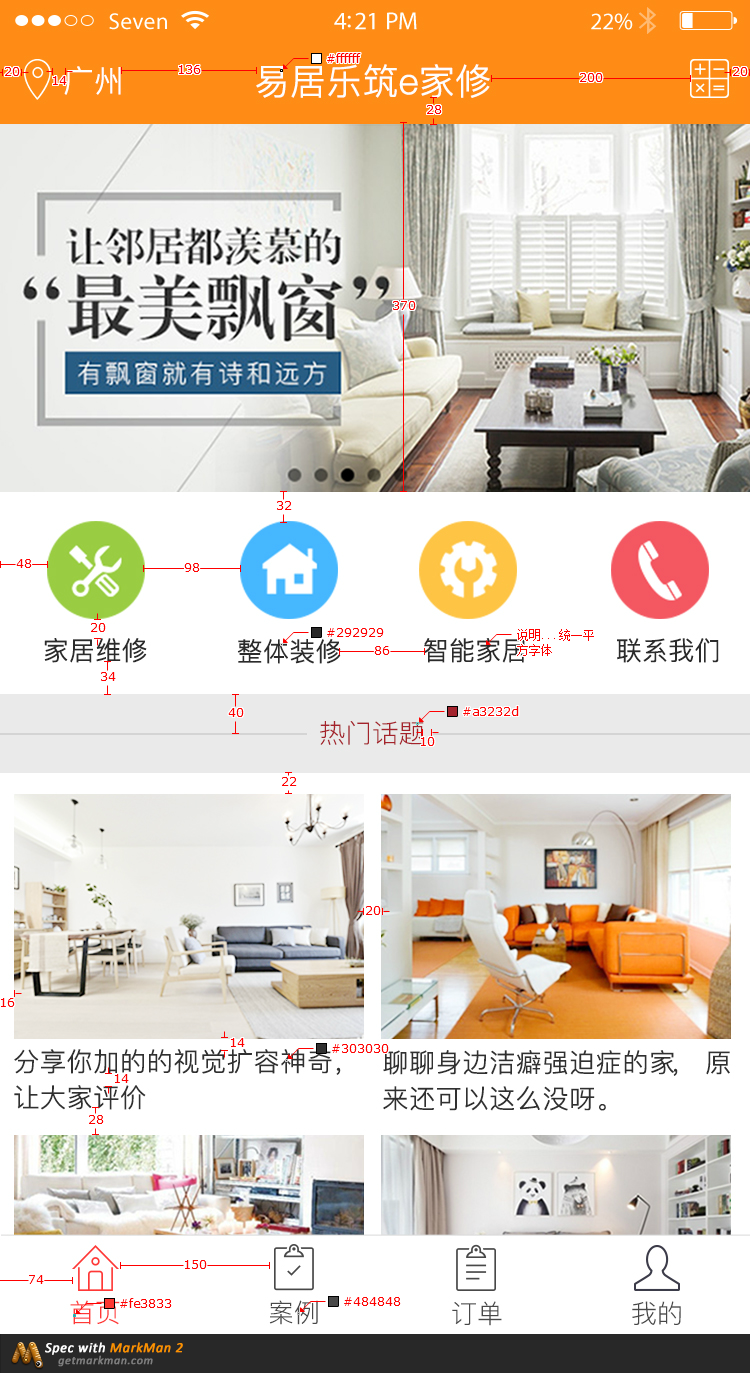 Seven 4:21 PM 22%
#ffffff
20 14 广州 136 易居乐筑e家修 200 20
28
让邻居都羡慕的
“最美飘窗”
370
有飘窗就有诗和远方
32
48 98
20 #292929 说明...统一平方字体
家居维修 整体装修 86 智能家居 联系我们
34
40 #a3232d
热门话题 10
22
20
16
14 #303030
分享你加的的视觉扩容神奇， 聊聊身边洁癖强迫症的家， 原
14
让大家评价 来还可以这么没呀。
28
150
74
#fe3833 #484848
首页 案例 订单 我的
Spec with MarkMan 2
getmarkman.com